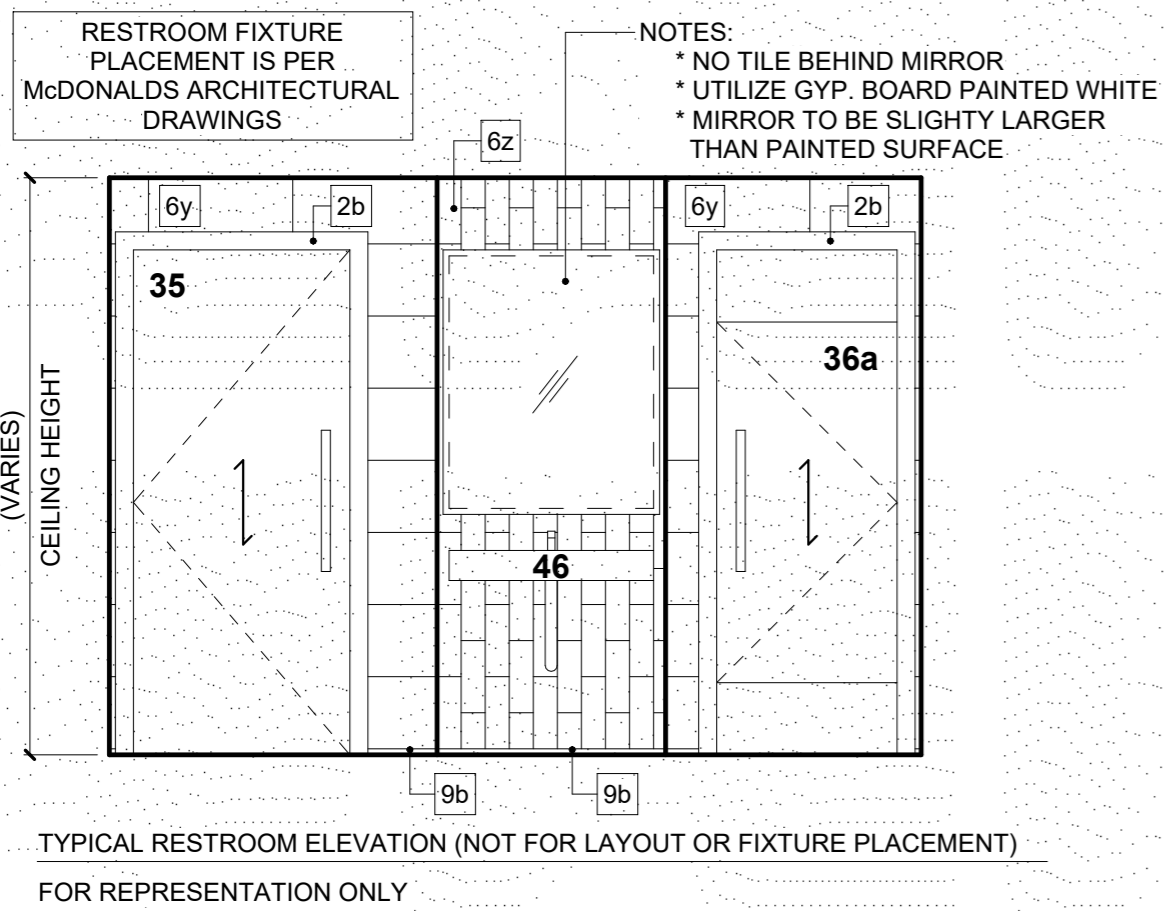 RESTROOM FIXTURE
PLACEMENT IS PER
McDONALDS ARCHITECTURAL
DRAWINGS
NOTES:
* NO TILE BEHIND MIRROR
* UTILIZE GYP. BOARD PAINTED WHITE
* MIRROR TO BE SLIGHTY LARGER
THAN PAINTED SURFACE
6z
6y
2b
6y
2b
35
36a
(VARIES)
CEILING HEIGHT
46
9b
9b
TYPICAL RESTROOM ELEVATION (NOT FOR LAYOUT OR FIXTURE PLACEMENT)
FOR REPRESENTATION ONLY